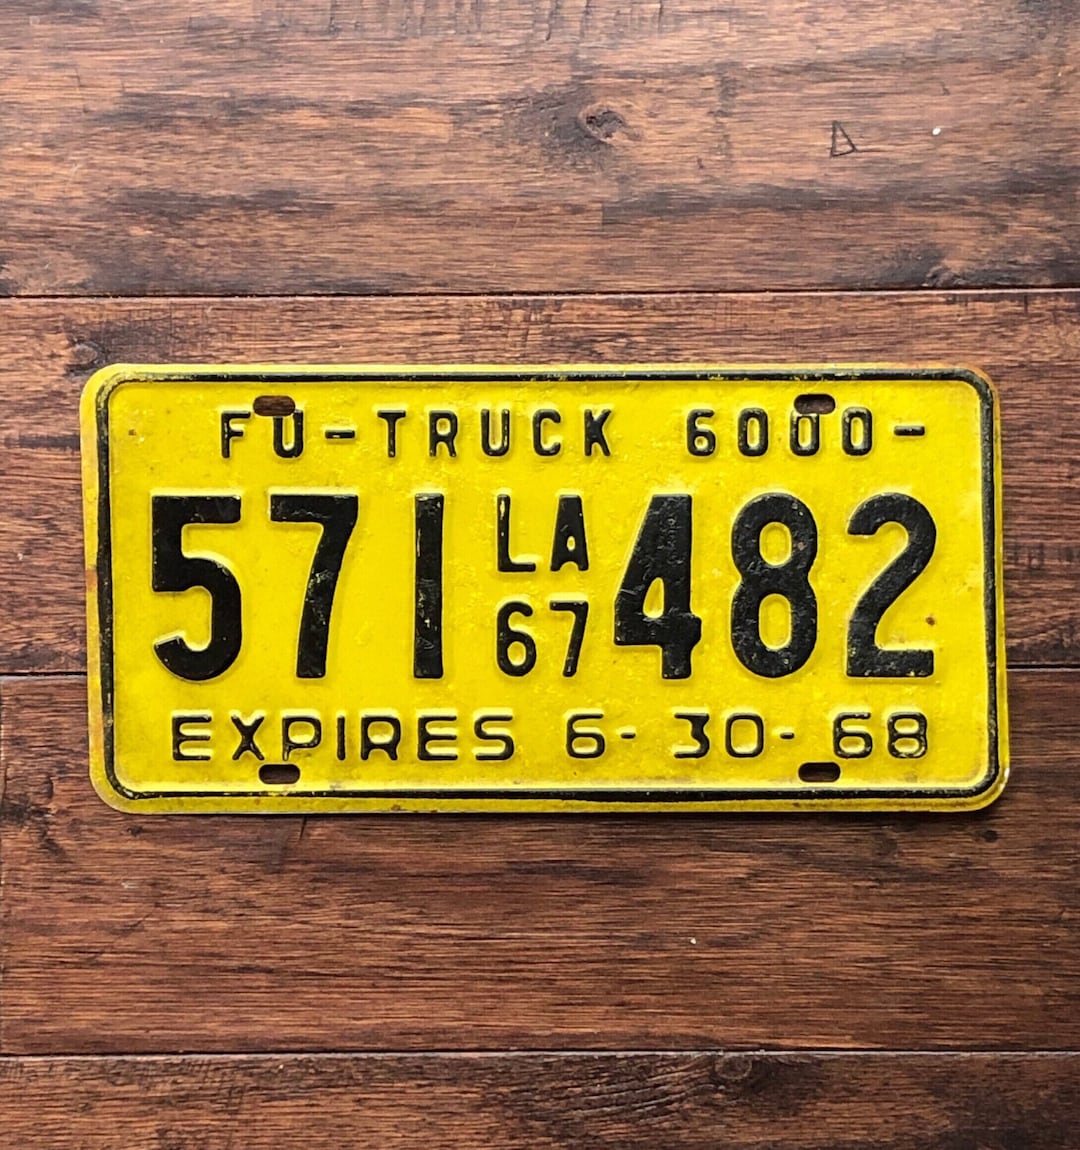 FU-TRUCK 6000-
571 LA 67 482
EXPIRES 6-30-68